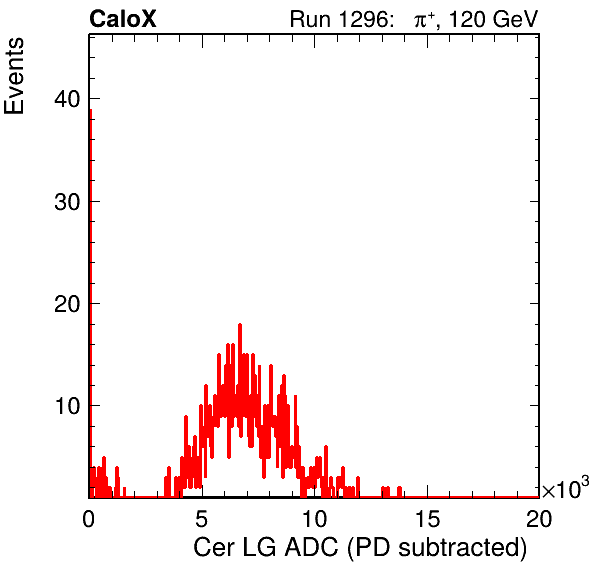 CaloX Run 1296: π⁺, 120 GeV
Events
40
30
20
10
0 5 10 15 20
×10³
Cer LG ADC (PD subtracted)